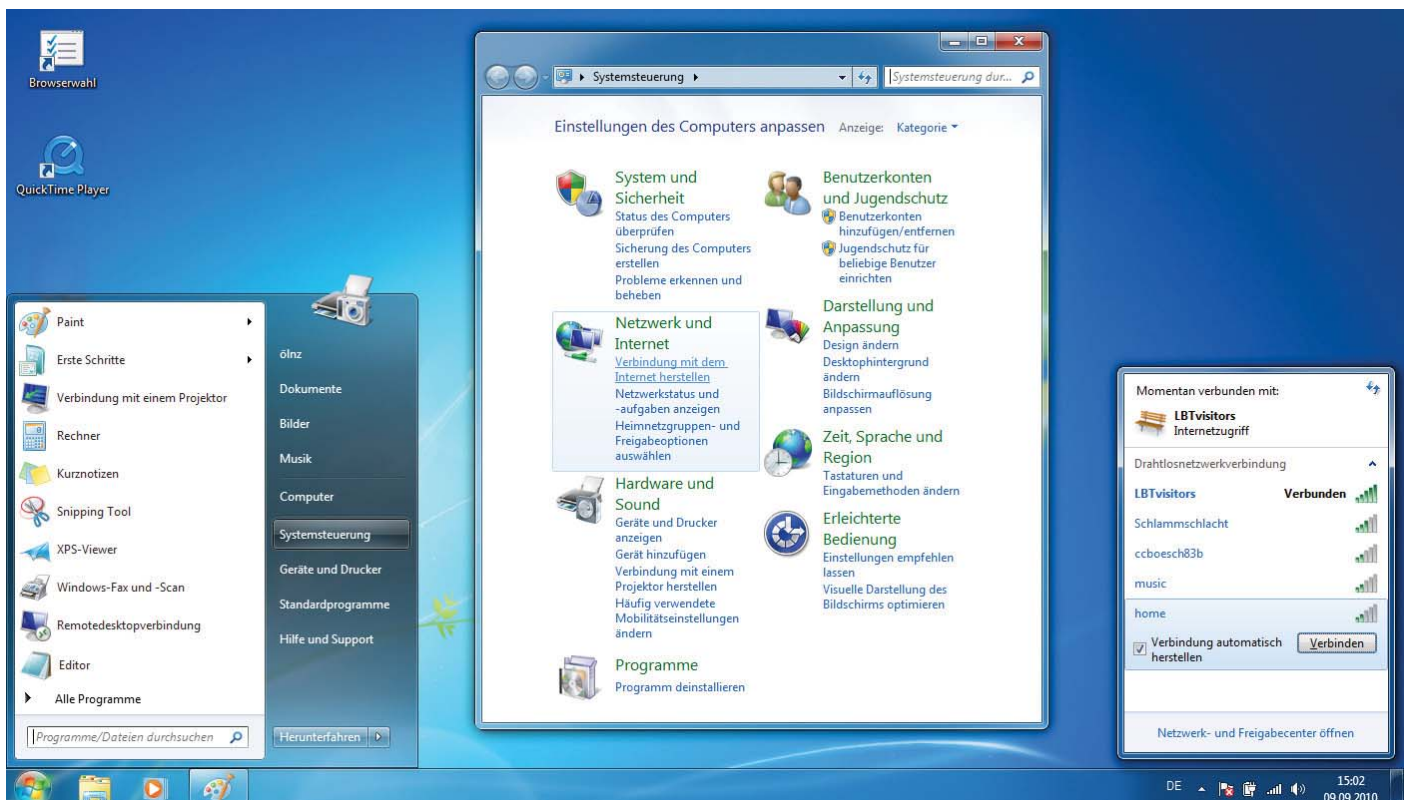 Browserwahl
QuickTime Player
Paint
Erste Schritte
Verbindung mit einem Projektor
Rechner
Kurznotizen
Snipping Tool
XPS-Viewer
Windows-Fax und -Scan
Remotedesktopverbindung
Editor
Alle Programme
Programme/Dateien durchsuchen
ölnz
Dokumente
Bilder
Musik
Computer
Systemsteuerung
Geräte und Drucker
Standardprogramme
Hilfe und Support
Herunterfahren
Systemsteuerung
Systemsteuerung dur...
Einstellungen des Computers anpassen
Anzeige: Kategorie
System und
Sicherheit
Status des Computers
überprüfen
Sicherung des Computers
erstellen
Probleme erkennen und
beheben
Netzwerk und
Internet
Verbindung mit dem
Internet herstellen
Netzwerkstatus und
-aufgaben anzeigen
Heimnetzgruppen- und
Freigabeoptionen
auswählen
Hardware und
Sound
Geräte und Drucker
anzeigen
Gerät hinzufügen
Verbindung mit einem
Projektor herstellen
Häufig verwendete
Mobilitätseinstellungen
ändern
Programme
Programm deinstallieren
Benutzerkonten
und Jugendschutz
Benutzerkonten
hinzufügen/entfernen
Jugendschutz für
beliebige Benutzer
einrichten
Darstellung und
Anpassung
Design ändern
Desktophintergrund
ändern
Bildschirmauflösung
anpassen
Zeit, Sprache und
Region
Tastaturen und
Eingabemethoden ändern
Erleichterte
Bedienung
Einstellungen empfehlen
lassen
Visuelle Darstellung des
Bildschirms optimieren
Momentan verbunden mit:
LBTvisitors
Internetzugriff
Drahtlosnetzwerkverbindung
LBTvisitors Verbunden
Schlammschlacht
ccboesch83b
music
home
Verbindung automatisch
herstellen
Verbinden
Netzwerk- und Freigabecenter öffnen
DE
15:02
09.09.2010